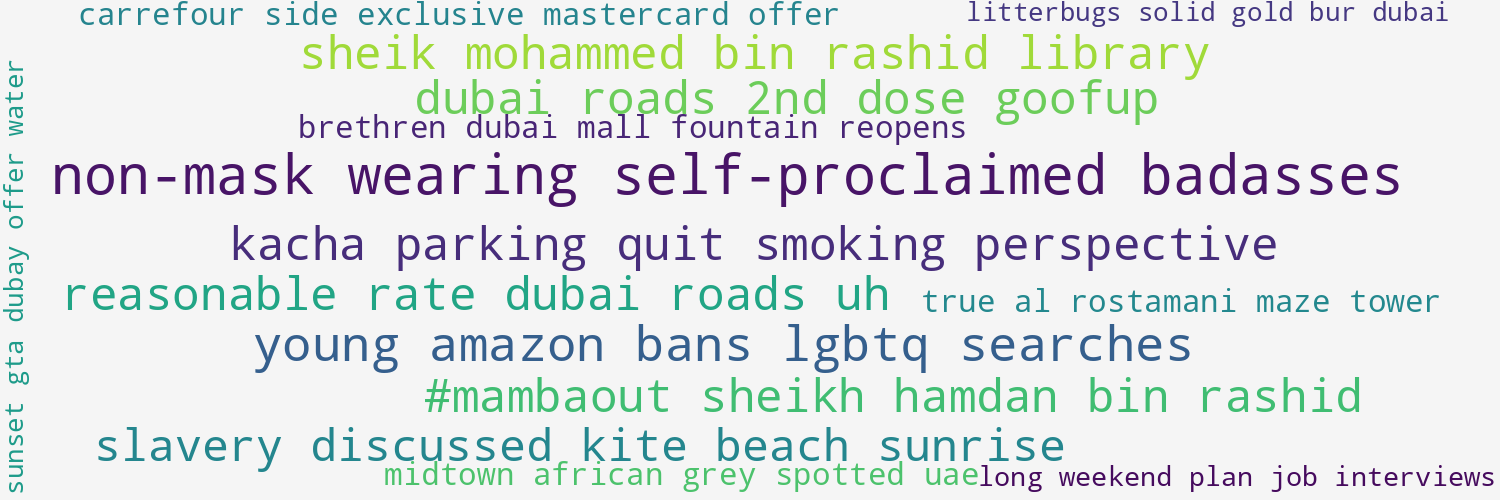 carrefour side exclusive mastercard offer
litterbugs solid gold bur dubai
sheik mohammed bin rashid library
dubai roads 2nd dose goofup
brethren dubai mall fountain reopens
non-mask wearing self-proclaimed badasses
kacha parking quit smoking perspective
reasonable rate dubai roads uh
true al rostamani maze tower
young amazon bans lgbtq searches
#mambaout sheikh hamdan bin rashid
slavery discussed kite beach sunrise
midtown african grey spotted uae
long weekend plan job interviews
sunset gta dubay offer water